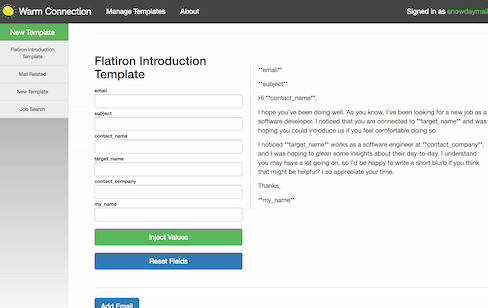 Warm Connection
Manage Templates
About
Signed in as snowdaymail
New Template
Flatiron Introduction
Template
Mail Related
New Template
Job Search
Flatiron Introduction
Template
email
subject
contact_name
target_name
contact_company
my_name
Inject Values
Reset Fields
Add Email
**email**
**subject**
Hi **contact_name**,
I hope you've been doing well. As you know, I've been looking for a new job as a
software developer. I noticed that you are connected to **target_name** and was
hoping you could introduce us if you feel comfortable doing so.
I noticed **target_name** works as a software engineer at **contact_company**,
and I was hoping to glean some insights about their day-to-day. I understand
you may have a lot going on, so I'd be happy to write a short blurb if you think
that might be helpful? I so appreciate your time.
Thanks,
**my_name**